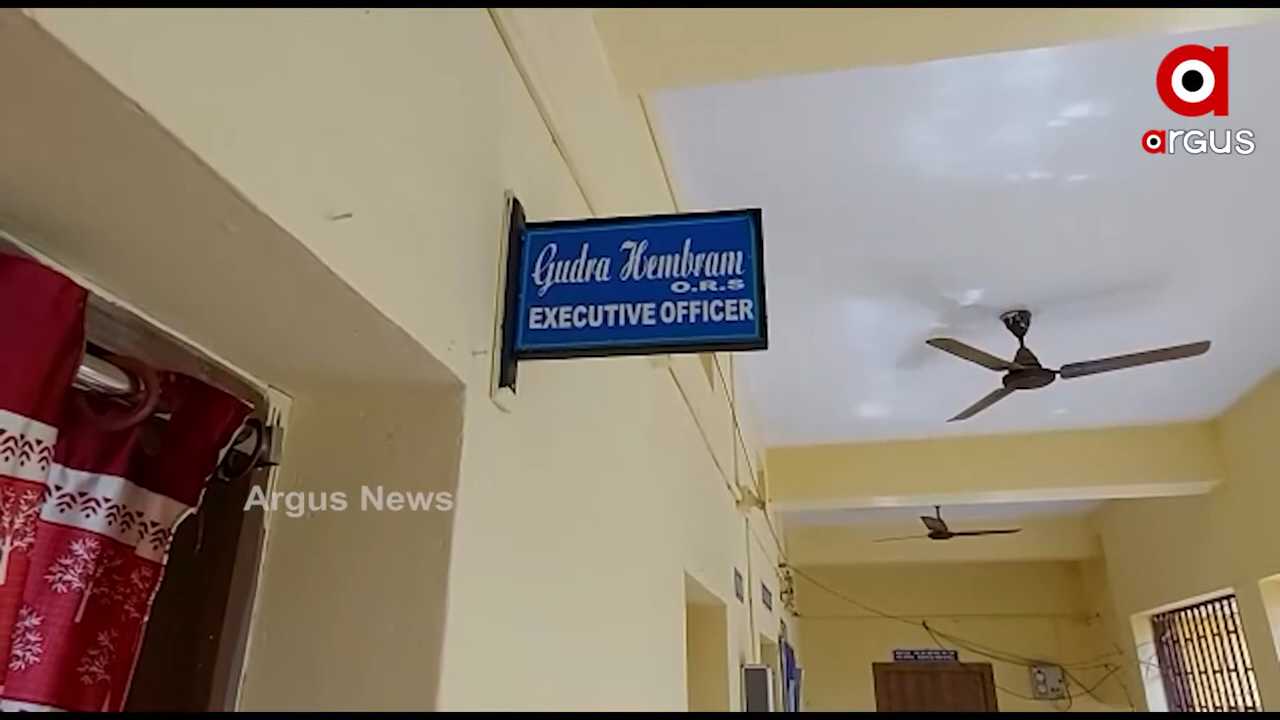 argus
Gudra Hembram
O.R.S
EXECUTIVE OFFICER
Argus News